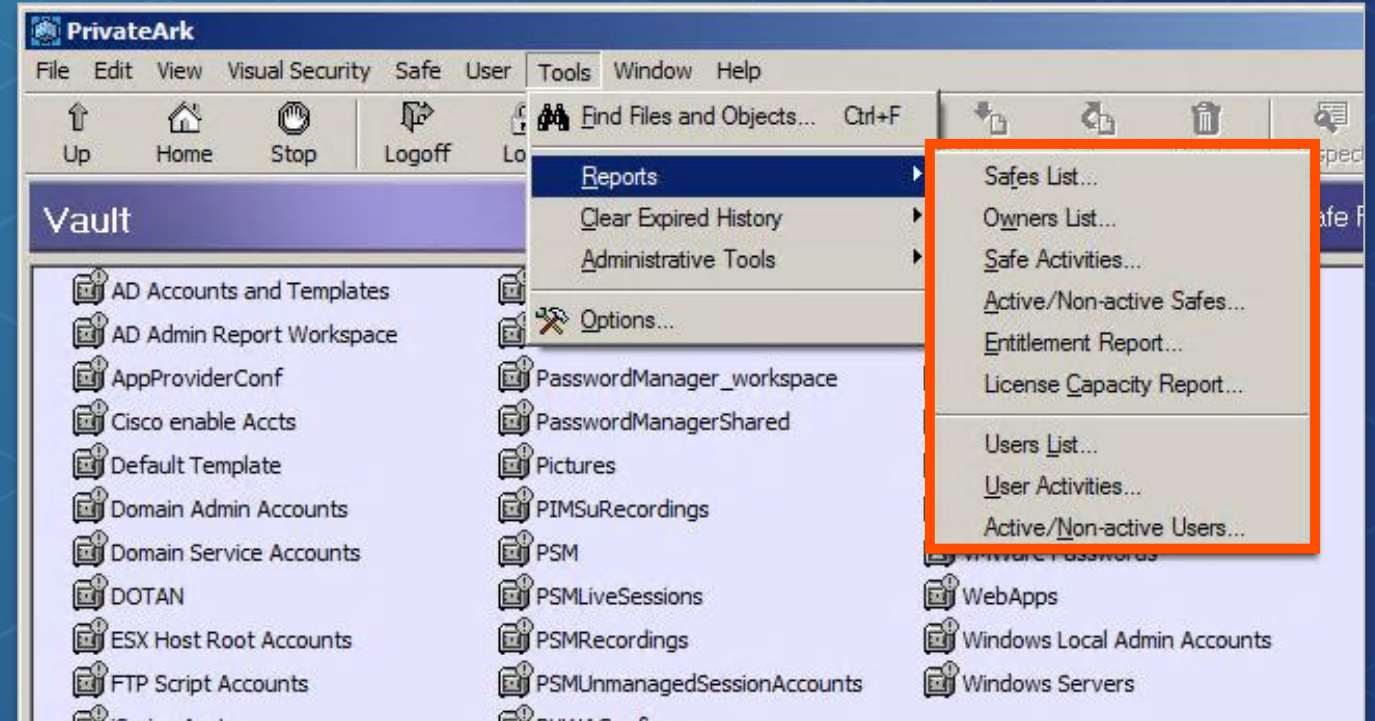 PrivateArk
File Edit View Visual Security Safe User Tools Window Help
Up Home Stop Logoff
Find Files and Objects... Ctrl+F
Reports
Clear Expired History
Administrative Tools
Options...
Safes List...
Owners List...
Safe Activities...
Active/Non-active Safes...
Entitlement Report...
License Capacity Report...
Users List...
User Activities...
Active/Non-active Users...
Vault
AD Accounts and Templates
AD Admin Report Workspace
AppProviderConf
Cisco enable Accts
Default Template
Domain Admin Accounts
Domain Service Accounts
DOTAN
ESX Host Root Accounts
FTP Script Accounts
PasswordManager_workspace
PasswordManagerShared
Pictures
PIMSuRecordings
PSM
PSMLiveSessions
PSMRecordings
PSMUnmanagedSessionAccounts
WebApps
Windows Local Admin Accounts
Windows Servers